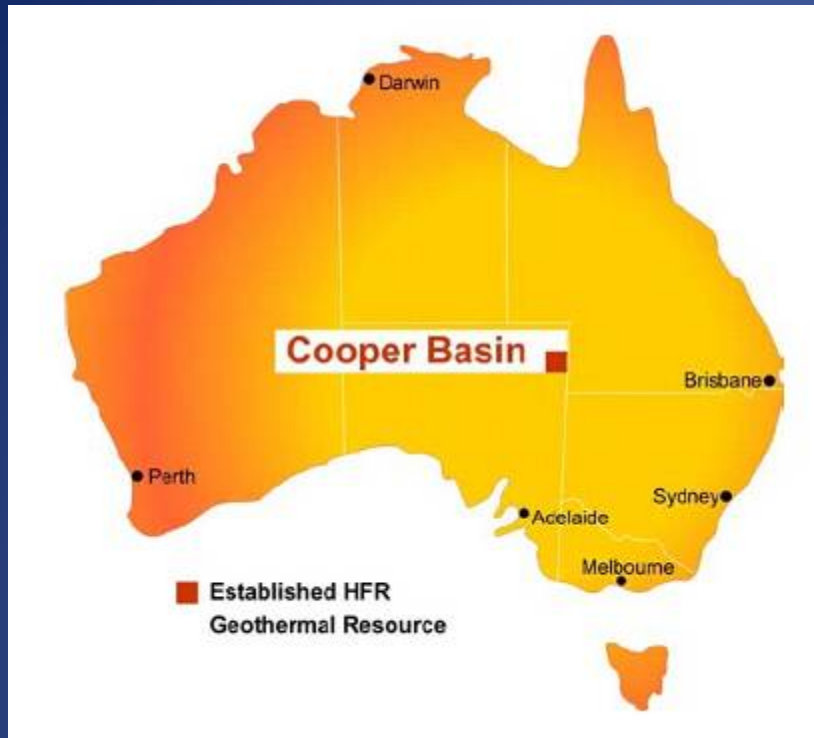 Darwin
Cooper Basin
Brisbane
Perth
Sydney
Adelaide
Melbourne
Established HFR
Geothermal Resource